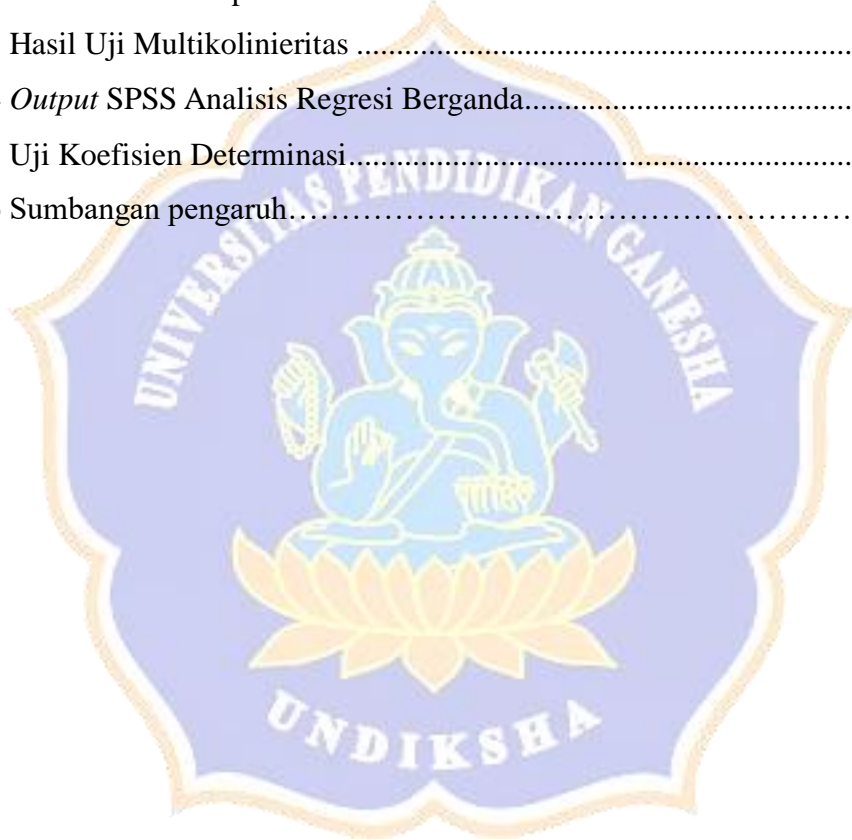 Hasil Uji Multikolinieritas ................................................................
Output SPSS Analisis Regresi Berganda..........................................
Uji Koefisien Determinasi.................................................................
Sumbangan pengaruh………………………………………………………
UNIVERSITAS PENDIDIKAN GANESHA
UNDIKSHA